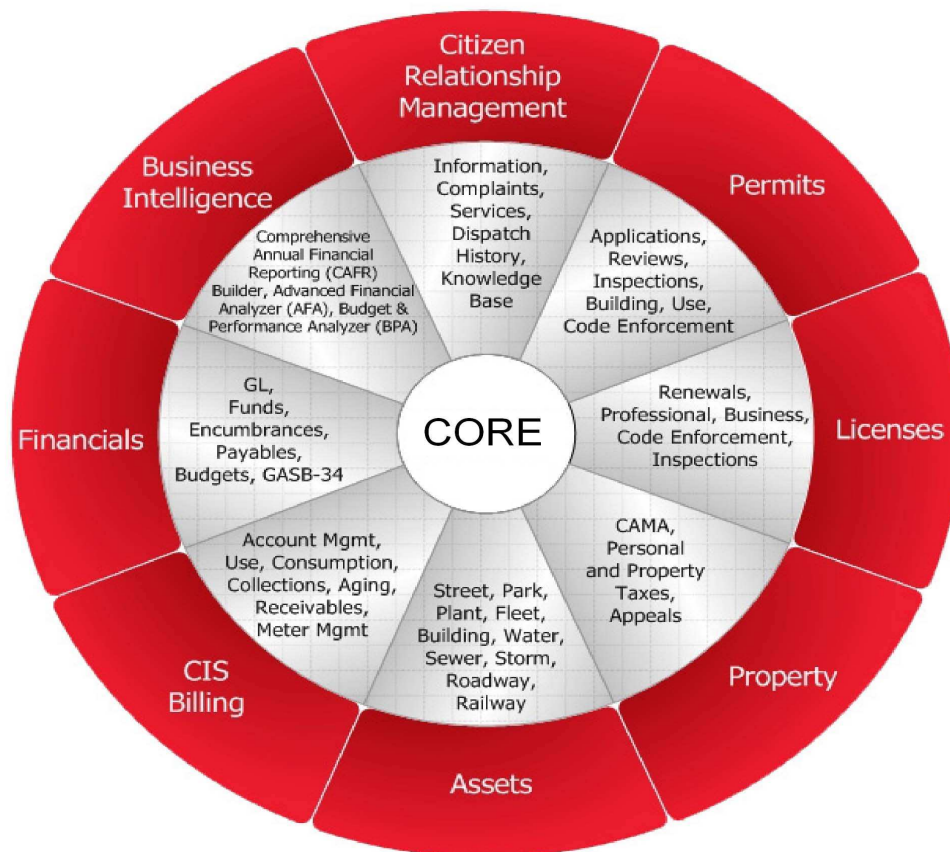 Citizen
Relationship
Management
Information,
Complaints,
Services,
Dispatch
History,
Knowledge
Base
Permits
Applications,
Reviews,
Inspections,
Building, Use,
Code Enforcement
Licenses
Renewals,
Professional, Business,
Code Enforcement,
Inspections
Property
CAMA,
Personal
and Property
Taxes,
Appeals
Assets
Street, Park,
Plant, Fleet,
Building, Water,
Sewer, Storm,
Roadway,
Railway
CIS
Billing
Account Mgmt,
Use, Consumption,
Collections, Aging,
Receivables,
Meter Mgmt
Financials
GL,
Funds,
Encumbrances,
Payables,
Budgets, GASB-34
Business
Intelligence
Comprehensive
Annual Financial
Reporting (CAFR)
Builder, Advanced Financial
Analyzer (AFA), Budget &
Performance Analyzer (BPA)
CORE